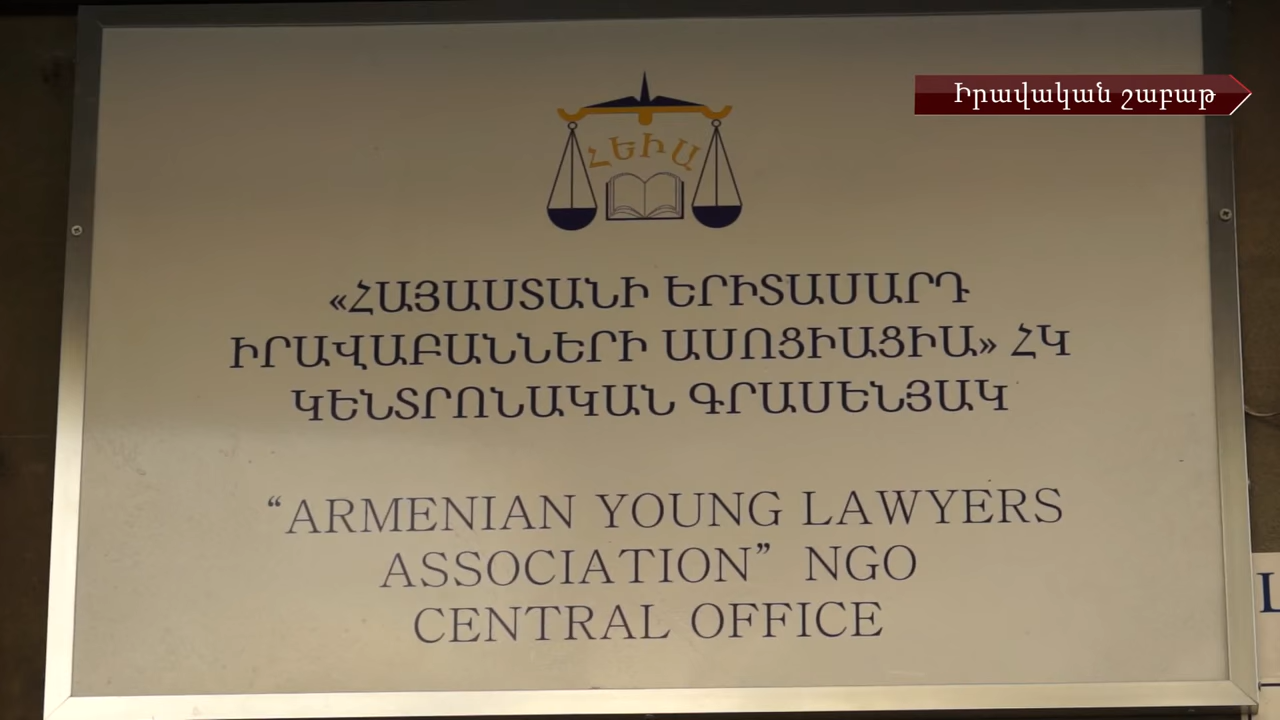 Իրավական շաբաթ
ՀԵԻԱ
«ՀԱՅԱՍՏԱՆԻ ԵՐԻՏԱՍԱՐԴ
ԻՐԱՎԱԲԱՆՆԵՐԻ ԱՍՈՑԻԱՑԻԱ» ՀԿ
ԿԵՆՏՐՈՆԱԿԱՆ ԳՐԱՍԵՆՅԱԿ
“ARMENIAN YOUNG LAWYERS
ASSOCIATION” NGO
CENTRAL OFFICE